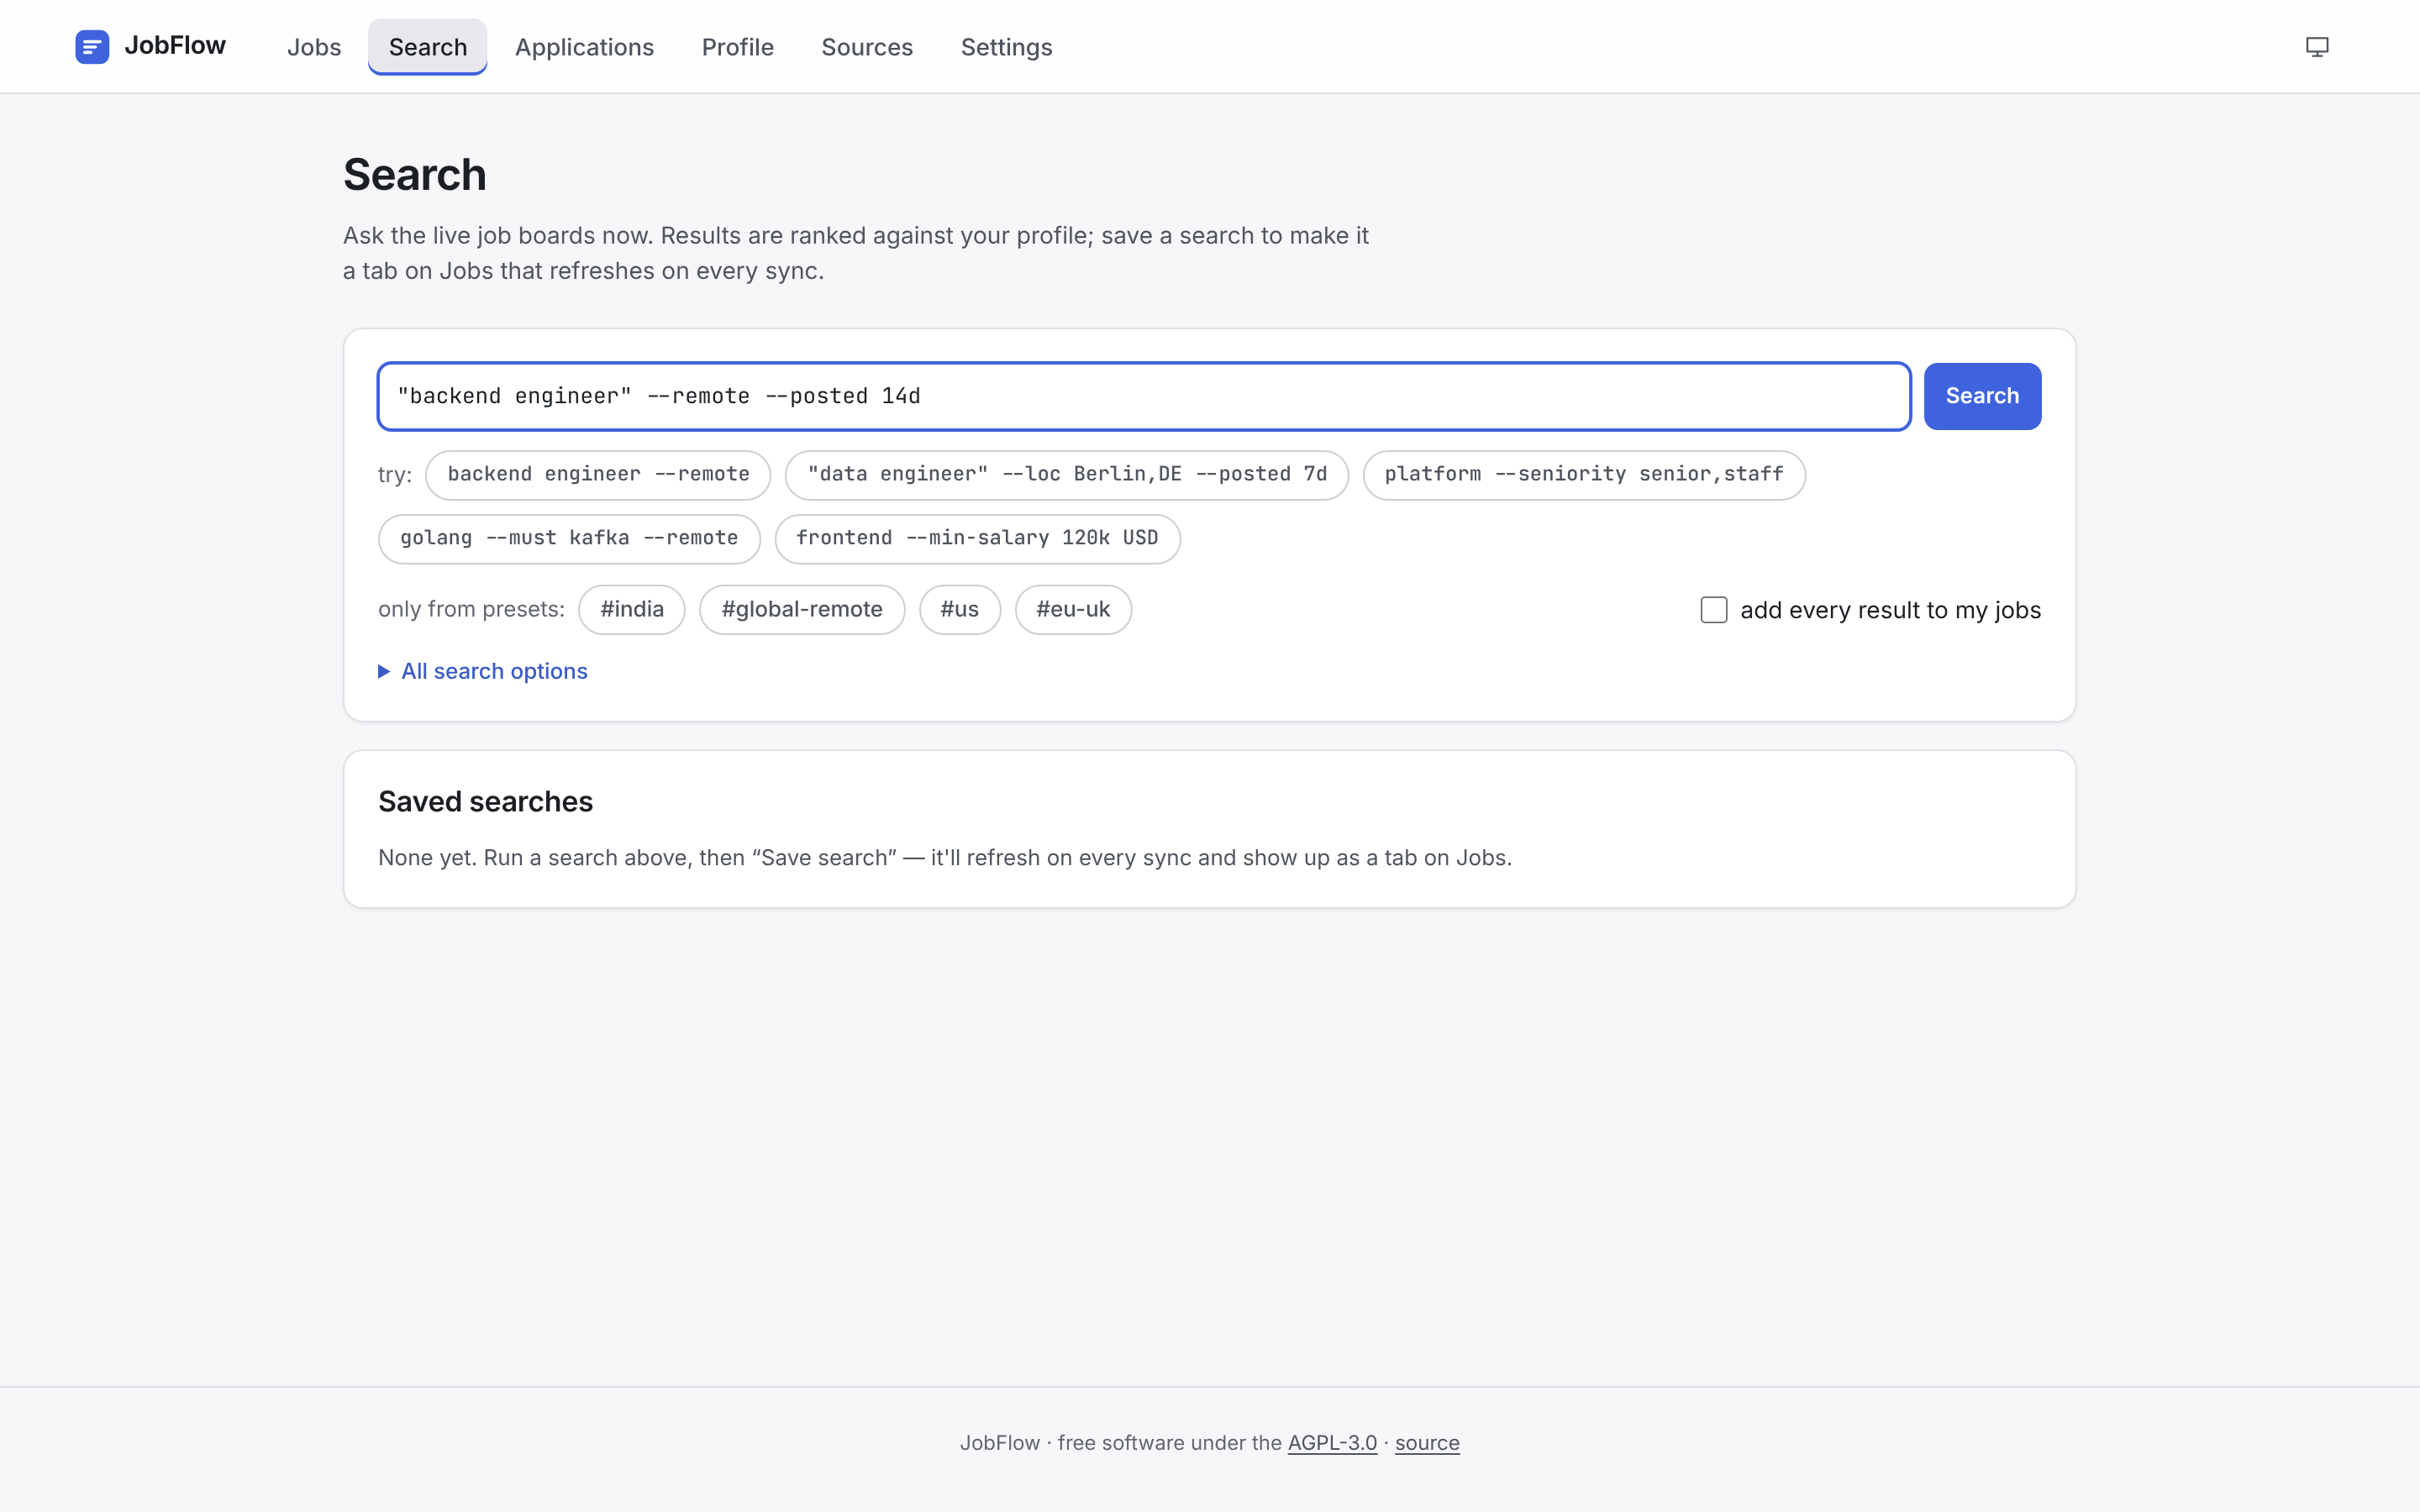 JobFlow Jobs Search Applications Profile Sources Settings
Search
Ask the live job boards now. Results are ranked against your profile; save a search to make it
a tab on Jobs that refreshes on every sync.
"backend engineer" --remote --posted 14d Search
try: backend engineer --remote "data engineer" --loc Berlin,DE --posted 7d platform --seniority senior,staff
golang --must kafka --remote frontend --min-salary 120k USD
only from presets: #india #global-remote #us #eu-uk add every result to my jobs
All search options
Saved searches
None yet. Run a search above, then “Save search” — it'll refresh on every sync and show up as a tab on Jobs.
JobFlow · free software under the AGPL-3.0 · source